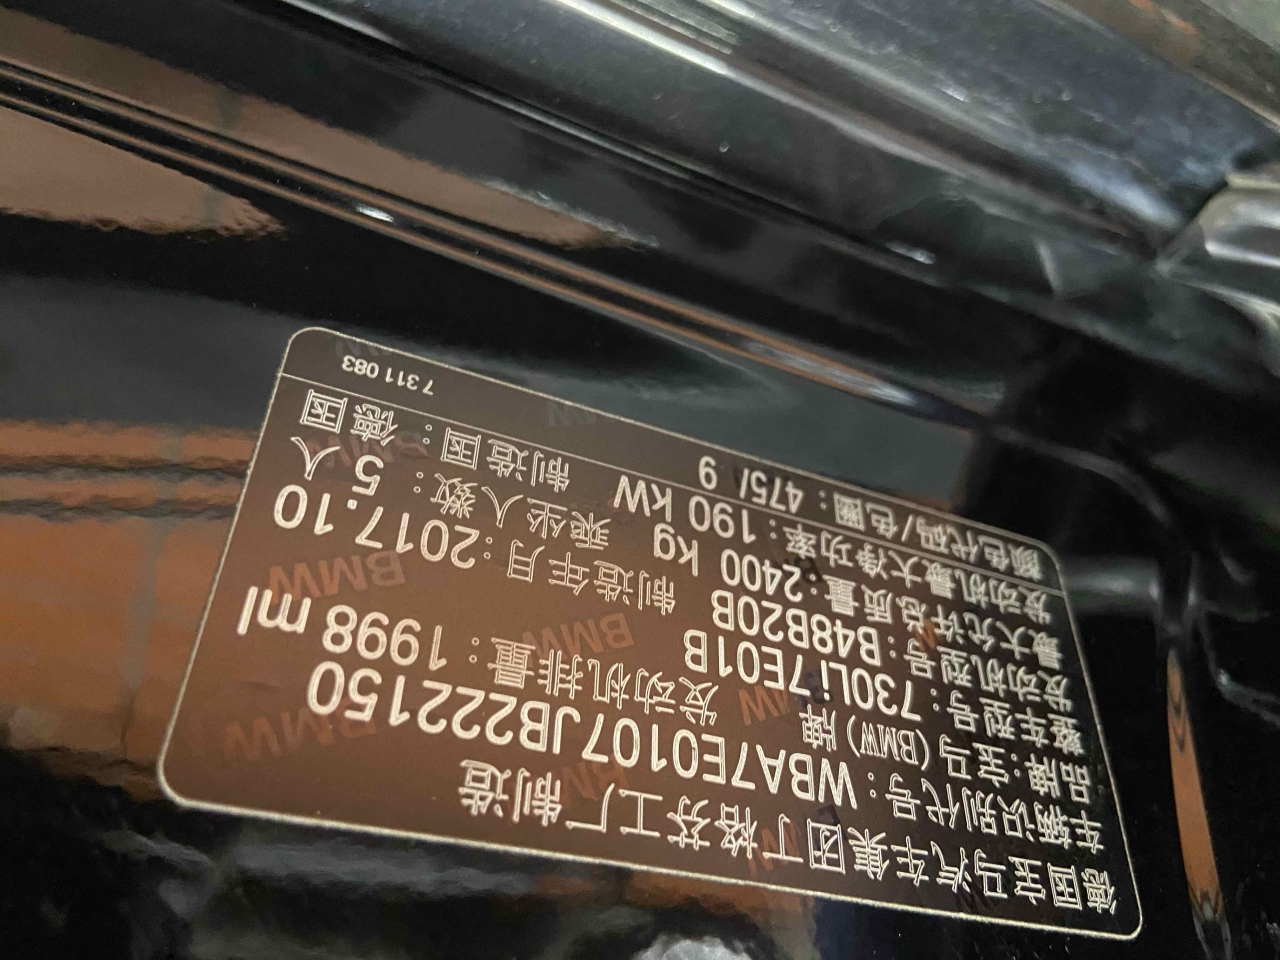 德国宝马汽车集团丁格芬工厂 制造
车辆识别代号：WBA7E0107JB222150
品牌：宝马(BMW)牌 发动机排量：1998 ml
整车型号：730Li 7E01B
发动机型号：B48B20B 制造年月：2017.10
最大允许总质量：2400 kg 乘坐人数：5 人
发动机最大净功率：190 kW 制造国：德国
颜色代码/色圈：475/ 9
7 311 083